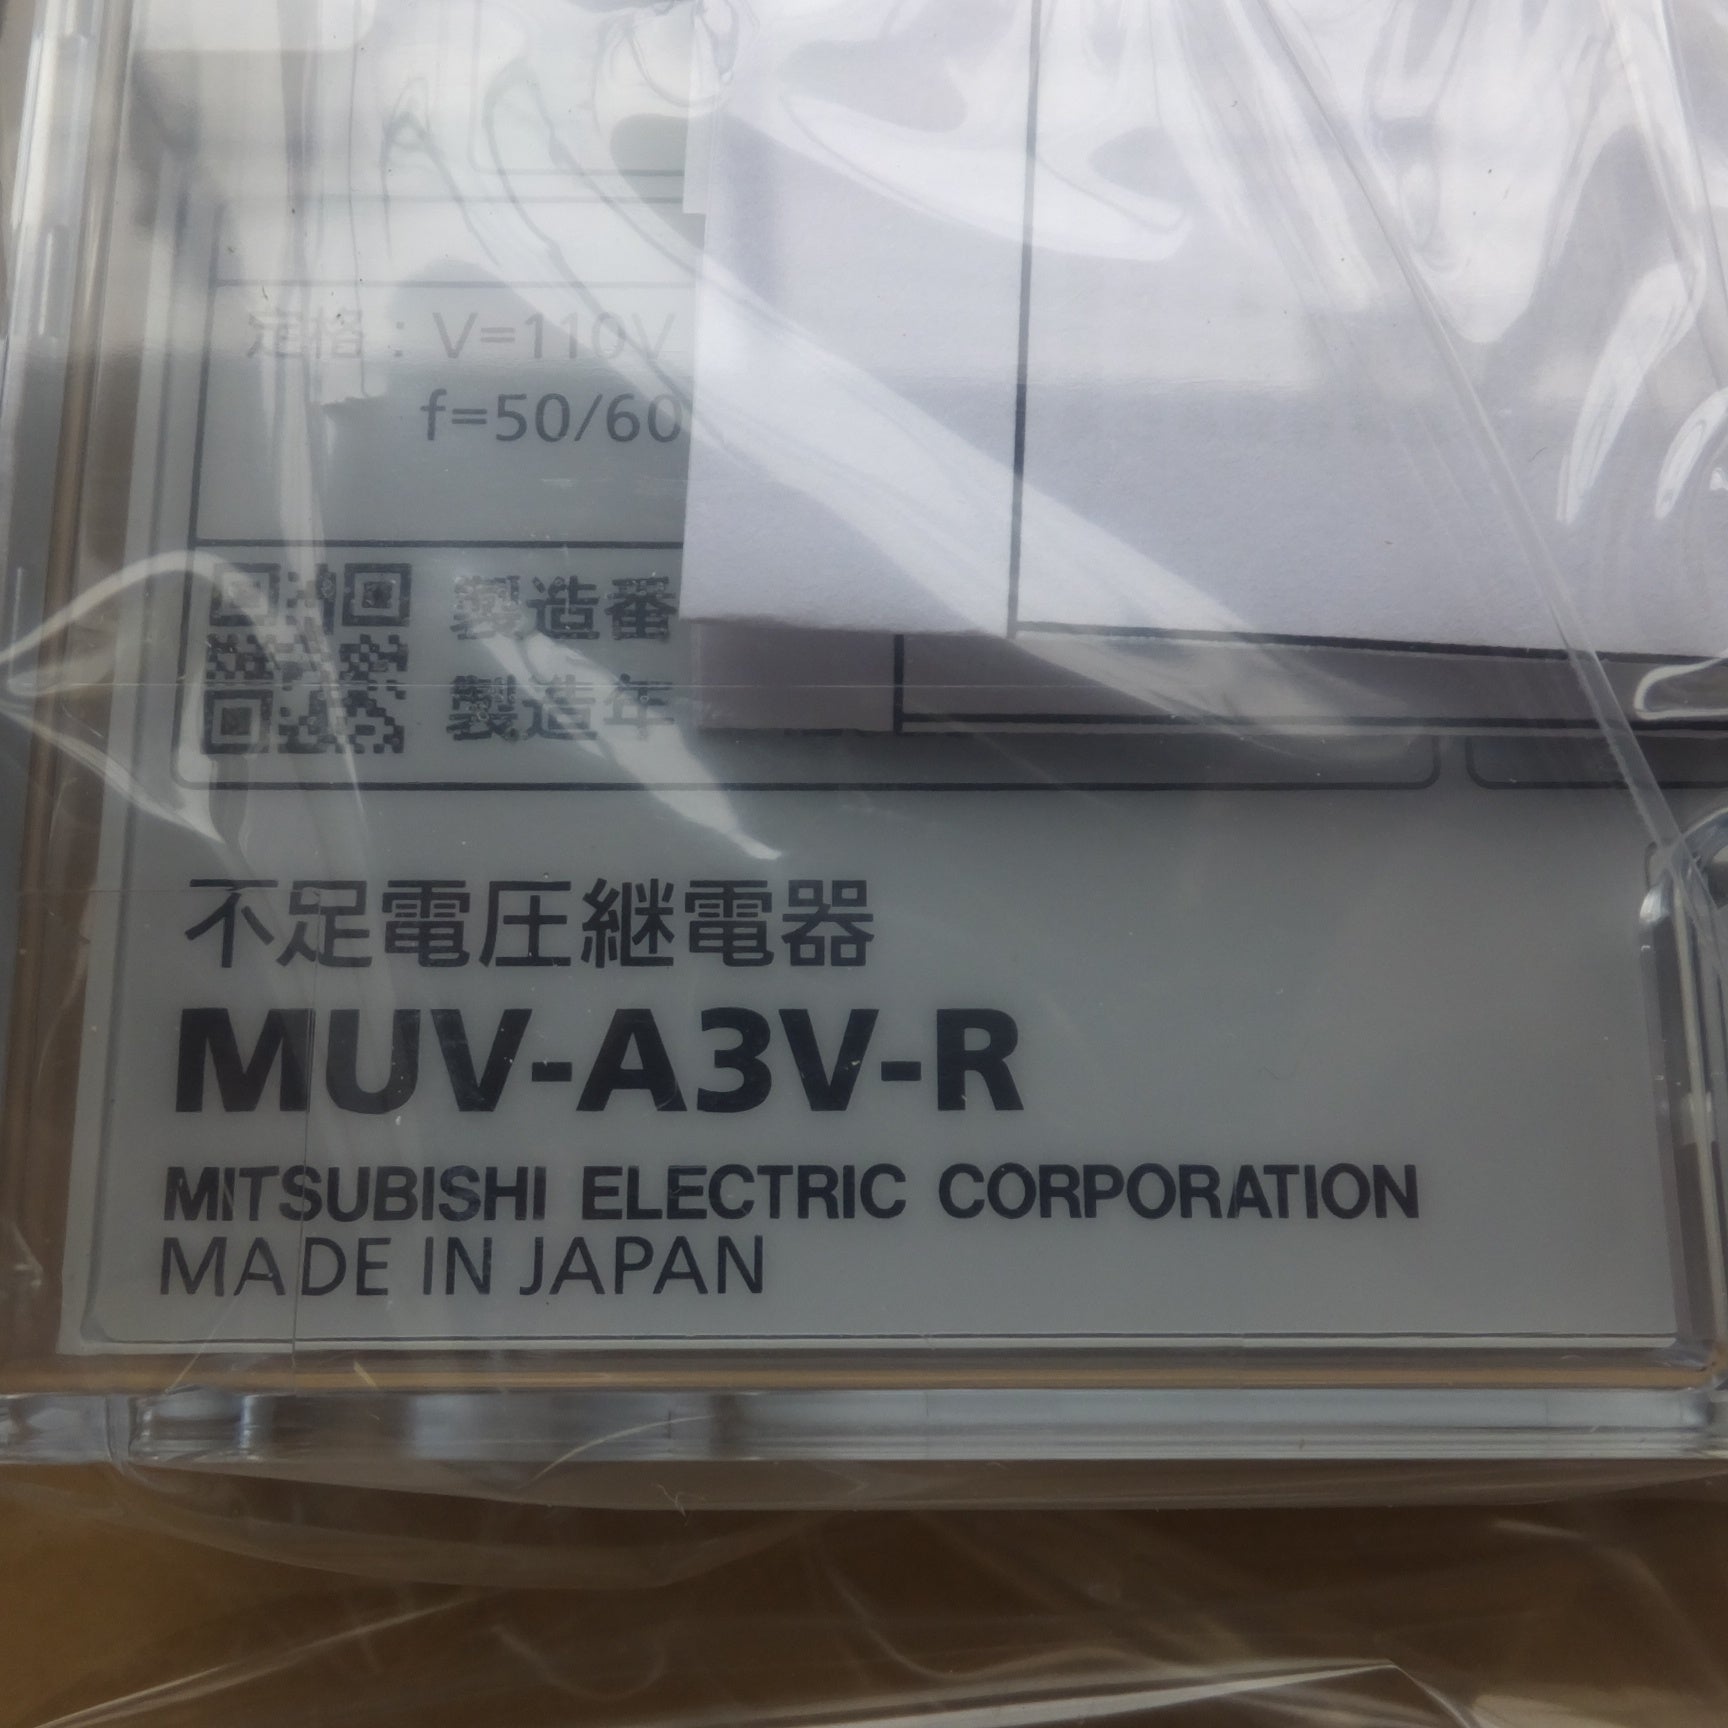 定格：V=110V
f=50/60
製造番
製造年
不足電圧継電器
MUV-A3V-R
MITSUBISHI ELECTRIC CORPORATION
MADE IN JAPAN